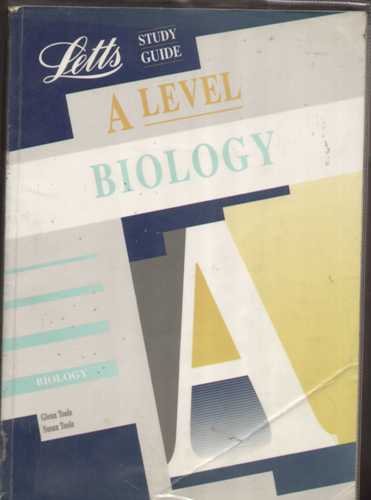 Letts
STUDY
GUIDE
A LEVEL
BIOLOGY
A
BIOLOGY
Glenn Toole
Susan Toole